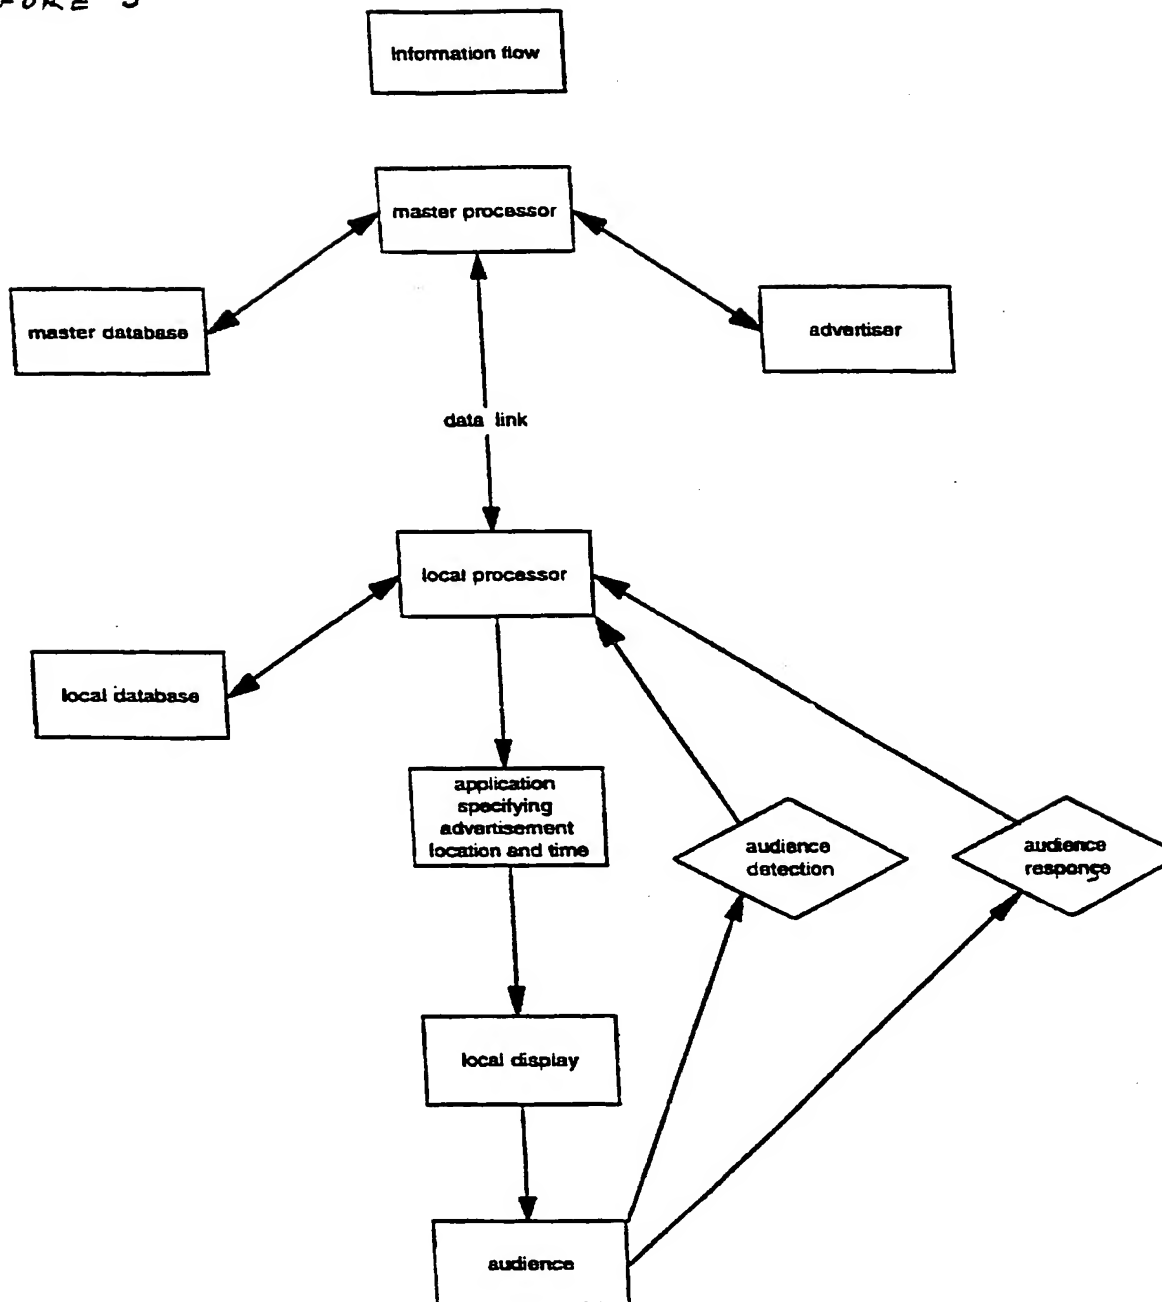 Information flow
master processor
master database
advertiser
data link
local processor
local database
application
specifying
advertisement
location and time
audience
detection
audience
response
local display
audience